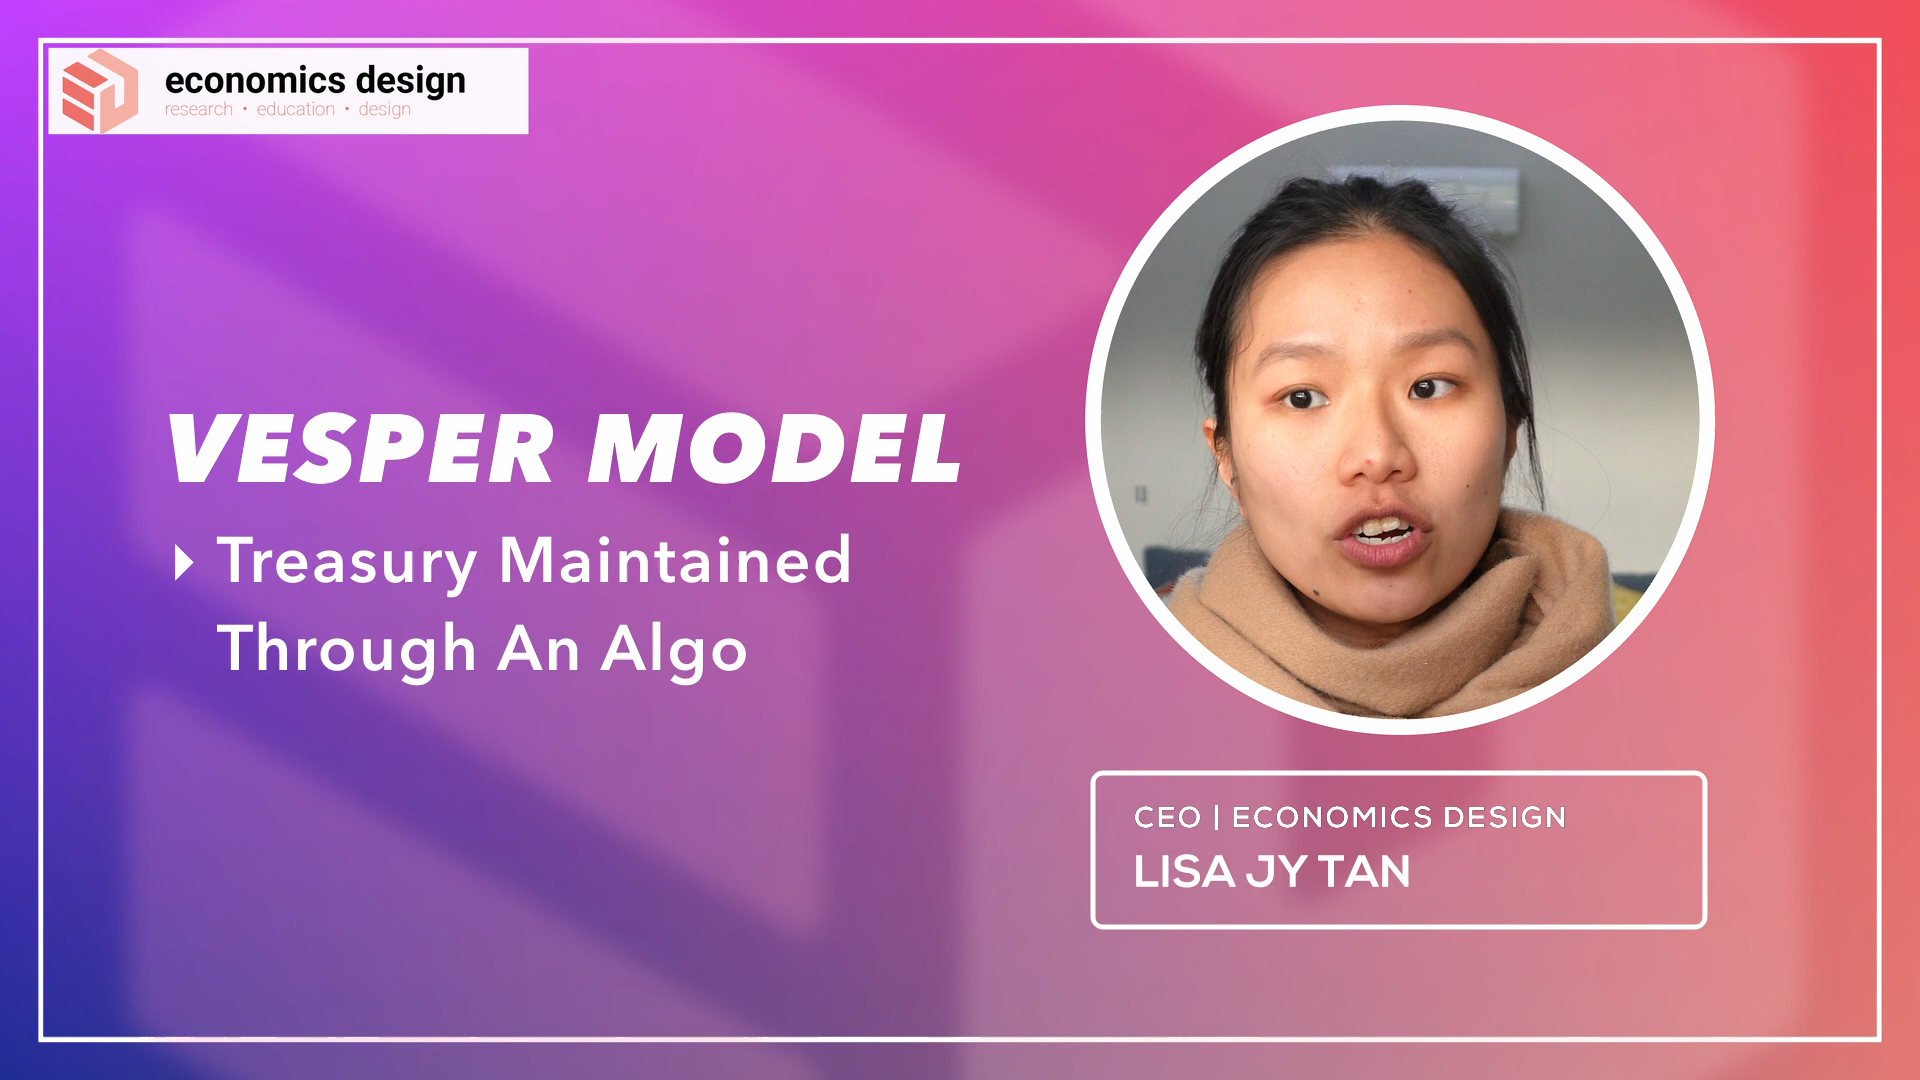 economics design
research • education • design
VESPER MODEL
Treasury Maintained
Through An Algo
CEO | ECONOMICS DESIGN
LISA JY TAN